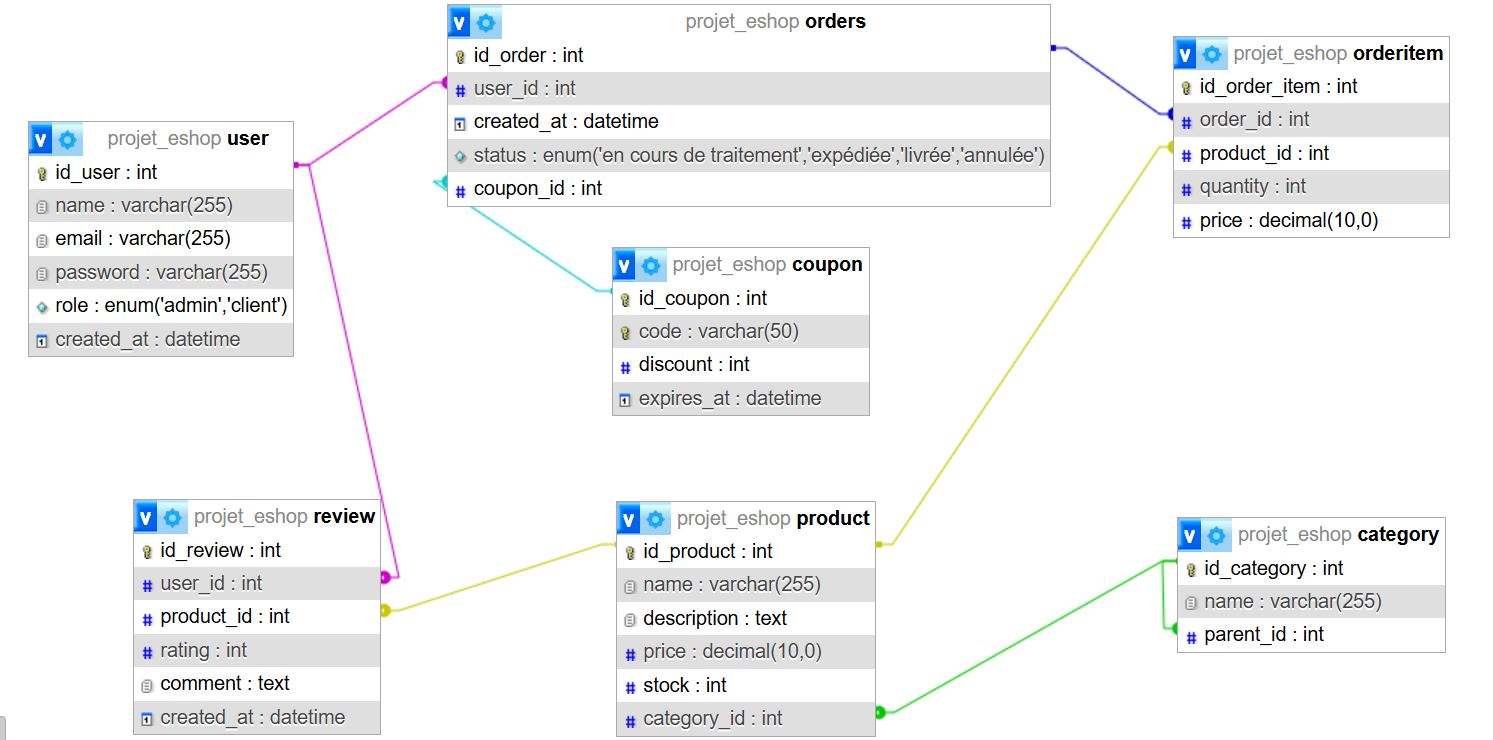 v projet_eshop orders
id_order : int
user_id : int
created_at : datetime
status : enum('en cours de traitement','expédiée','livrée','annulée')
coupon_id : int
v projet_eshop orderitem
id_order_item : int
order_id : int
product_id : int
quantity : int
price : decimal(10,0)
v projet_eshop user
id_user : int
name : varchar(255)
email : varchar(255)
password : varchar(255)
role : enum('admin','client')
created_at : datetime
v projet_eshop coupon
id_coupon : int
code : varchar(50)
discount : int
expires_at : datetime
v projet_eshop review
id_review : int
user_id : int
product_id : int
rating : int
comment : text
created_at : datetime
v projet_eshop product
id_product : int
name : varchar(255)
description : text
price : decimal(10,0)
stock : int
category_id : int
v projet_eshop category
id_category : int
name : varchar(255)
parent_id : int